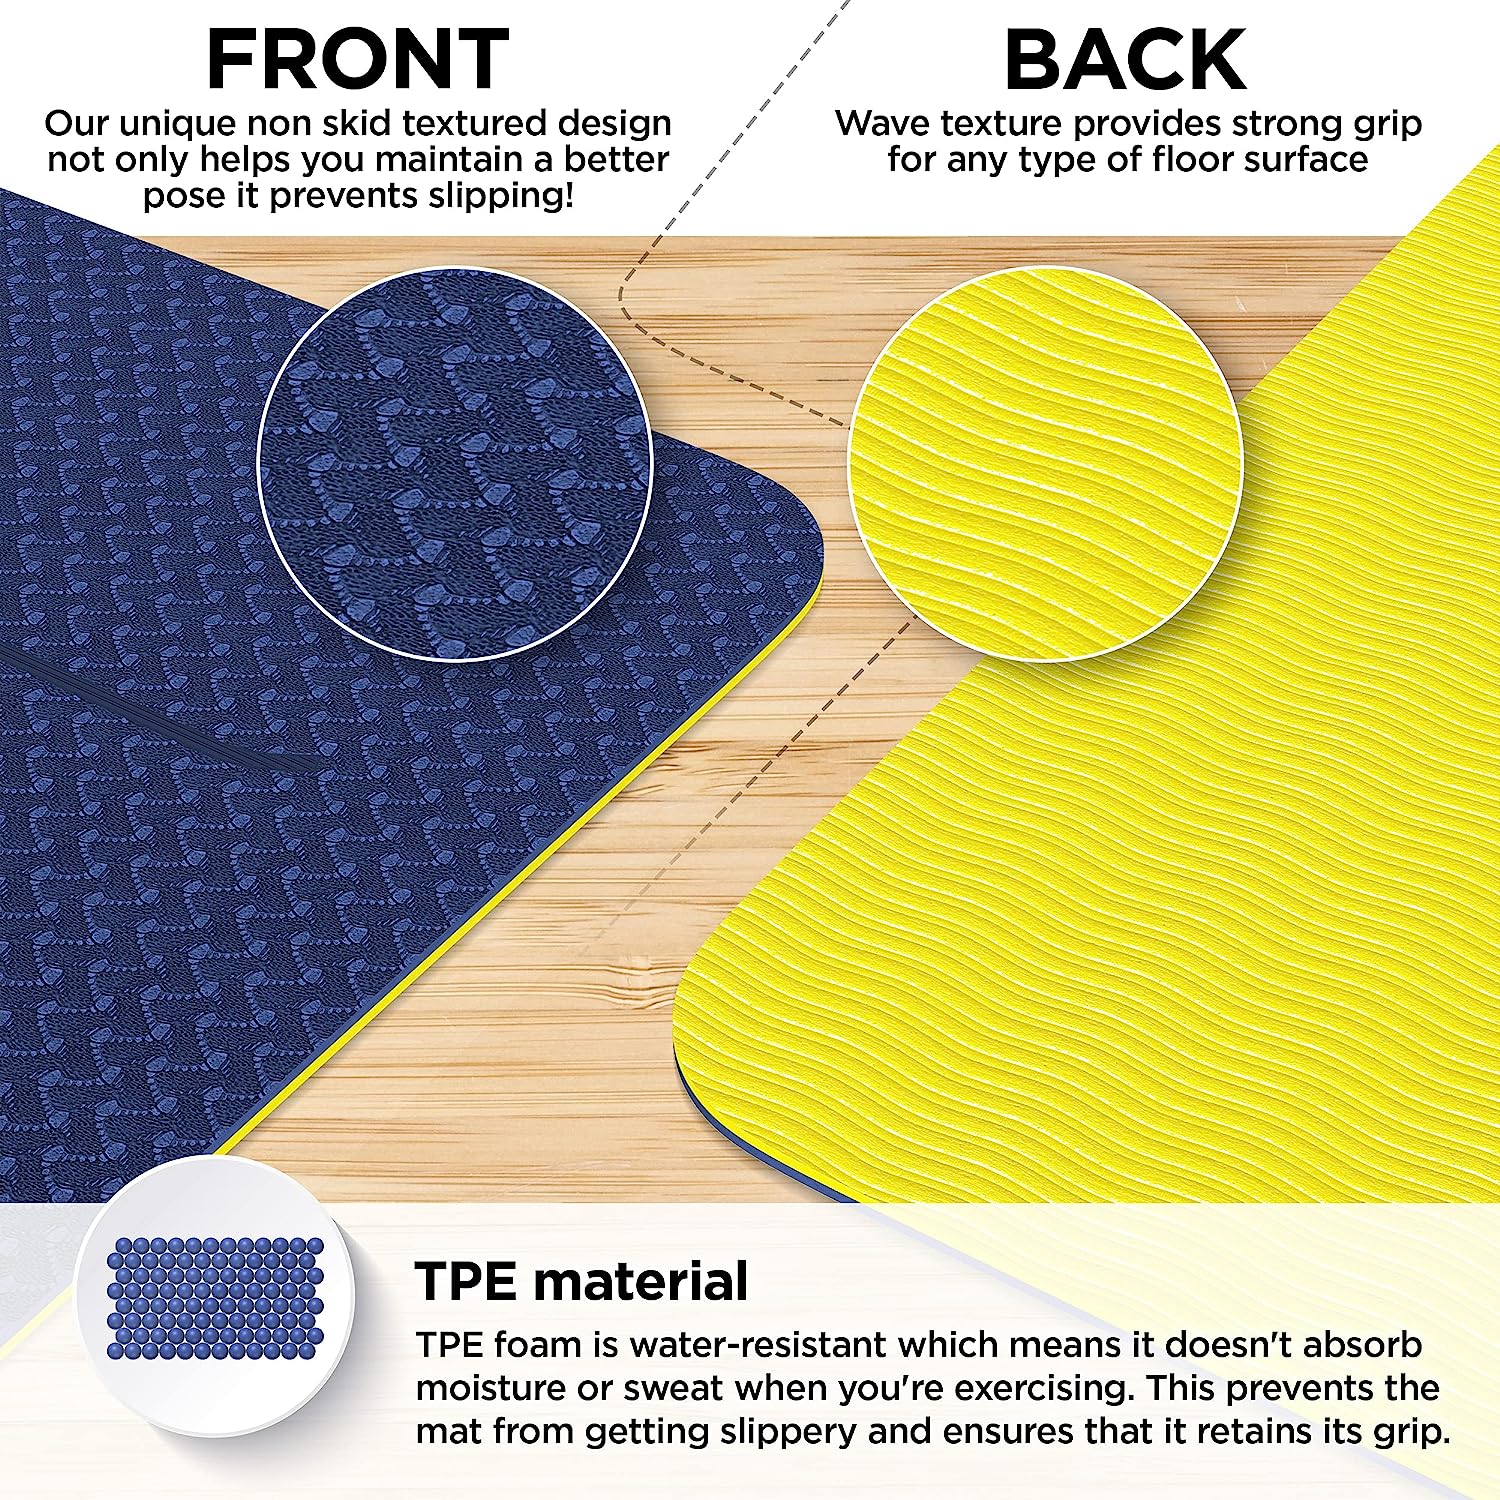 FRONT
Our unique non skid textured design
not only helps you maintain a better
pose it prevents slipping!
BACK
Wave texture provides strong grip
for any type of floor surface
TPE material
TPE foam is water-resistant which means it doesn't absorb
moisture or sweat when you're exercising. This prevents the
mat from getting slippery and ensures that it retains its grip.